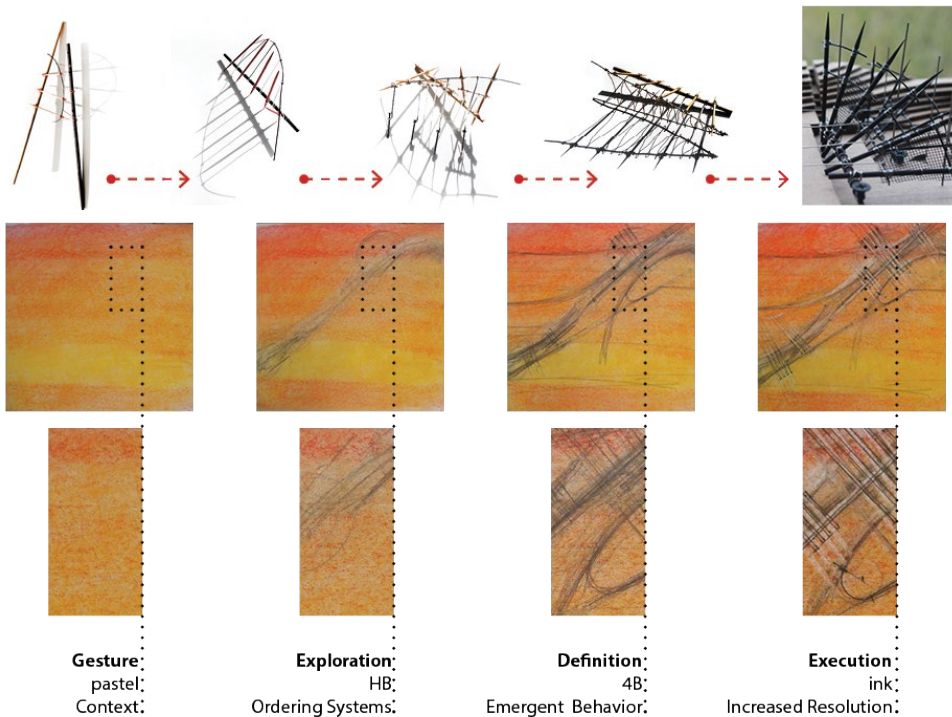 Gesture
pastel
Context
Exploration
HB
Ordering Systems
Definition
4B
Emergent Behavior
Execution
ink
Increased Resolution